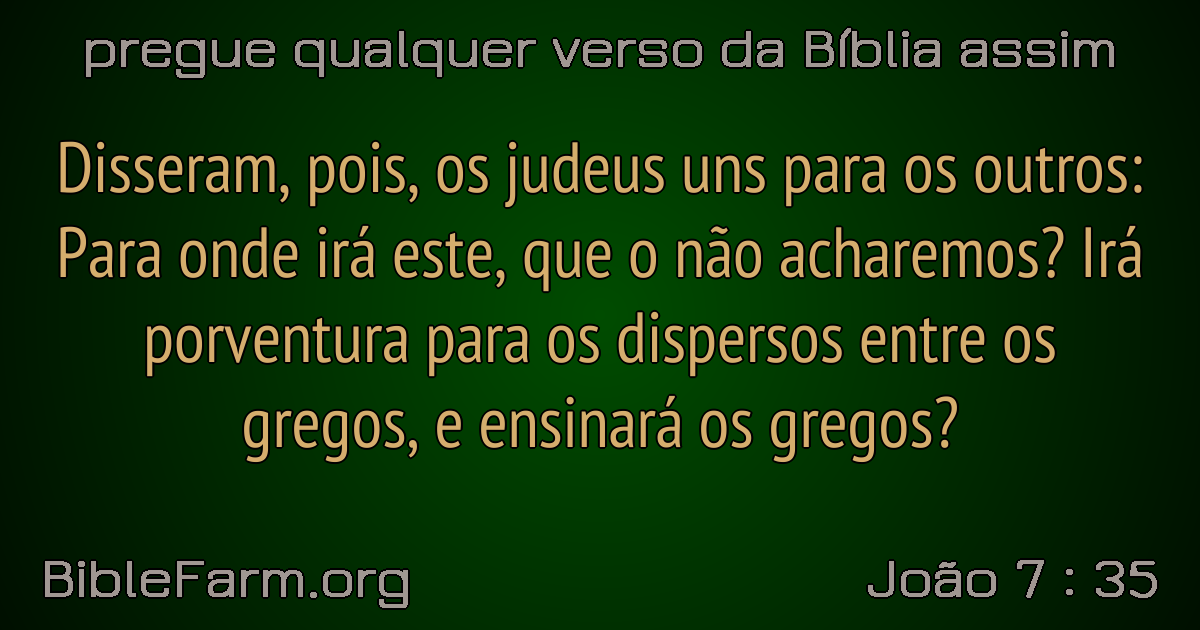 pregue qualquer verso da Bíblia assim
Disseram, pois, os judeus uns para os outros:
Para onde irá este, que o não acharemos? Irá
porventura para os dispersos entre os
gregos, e ensinará os gregos?
BibleFarm.org
João 7 : 35